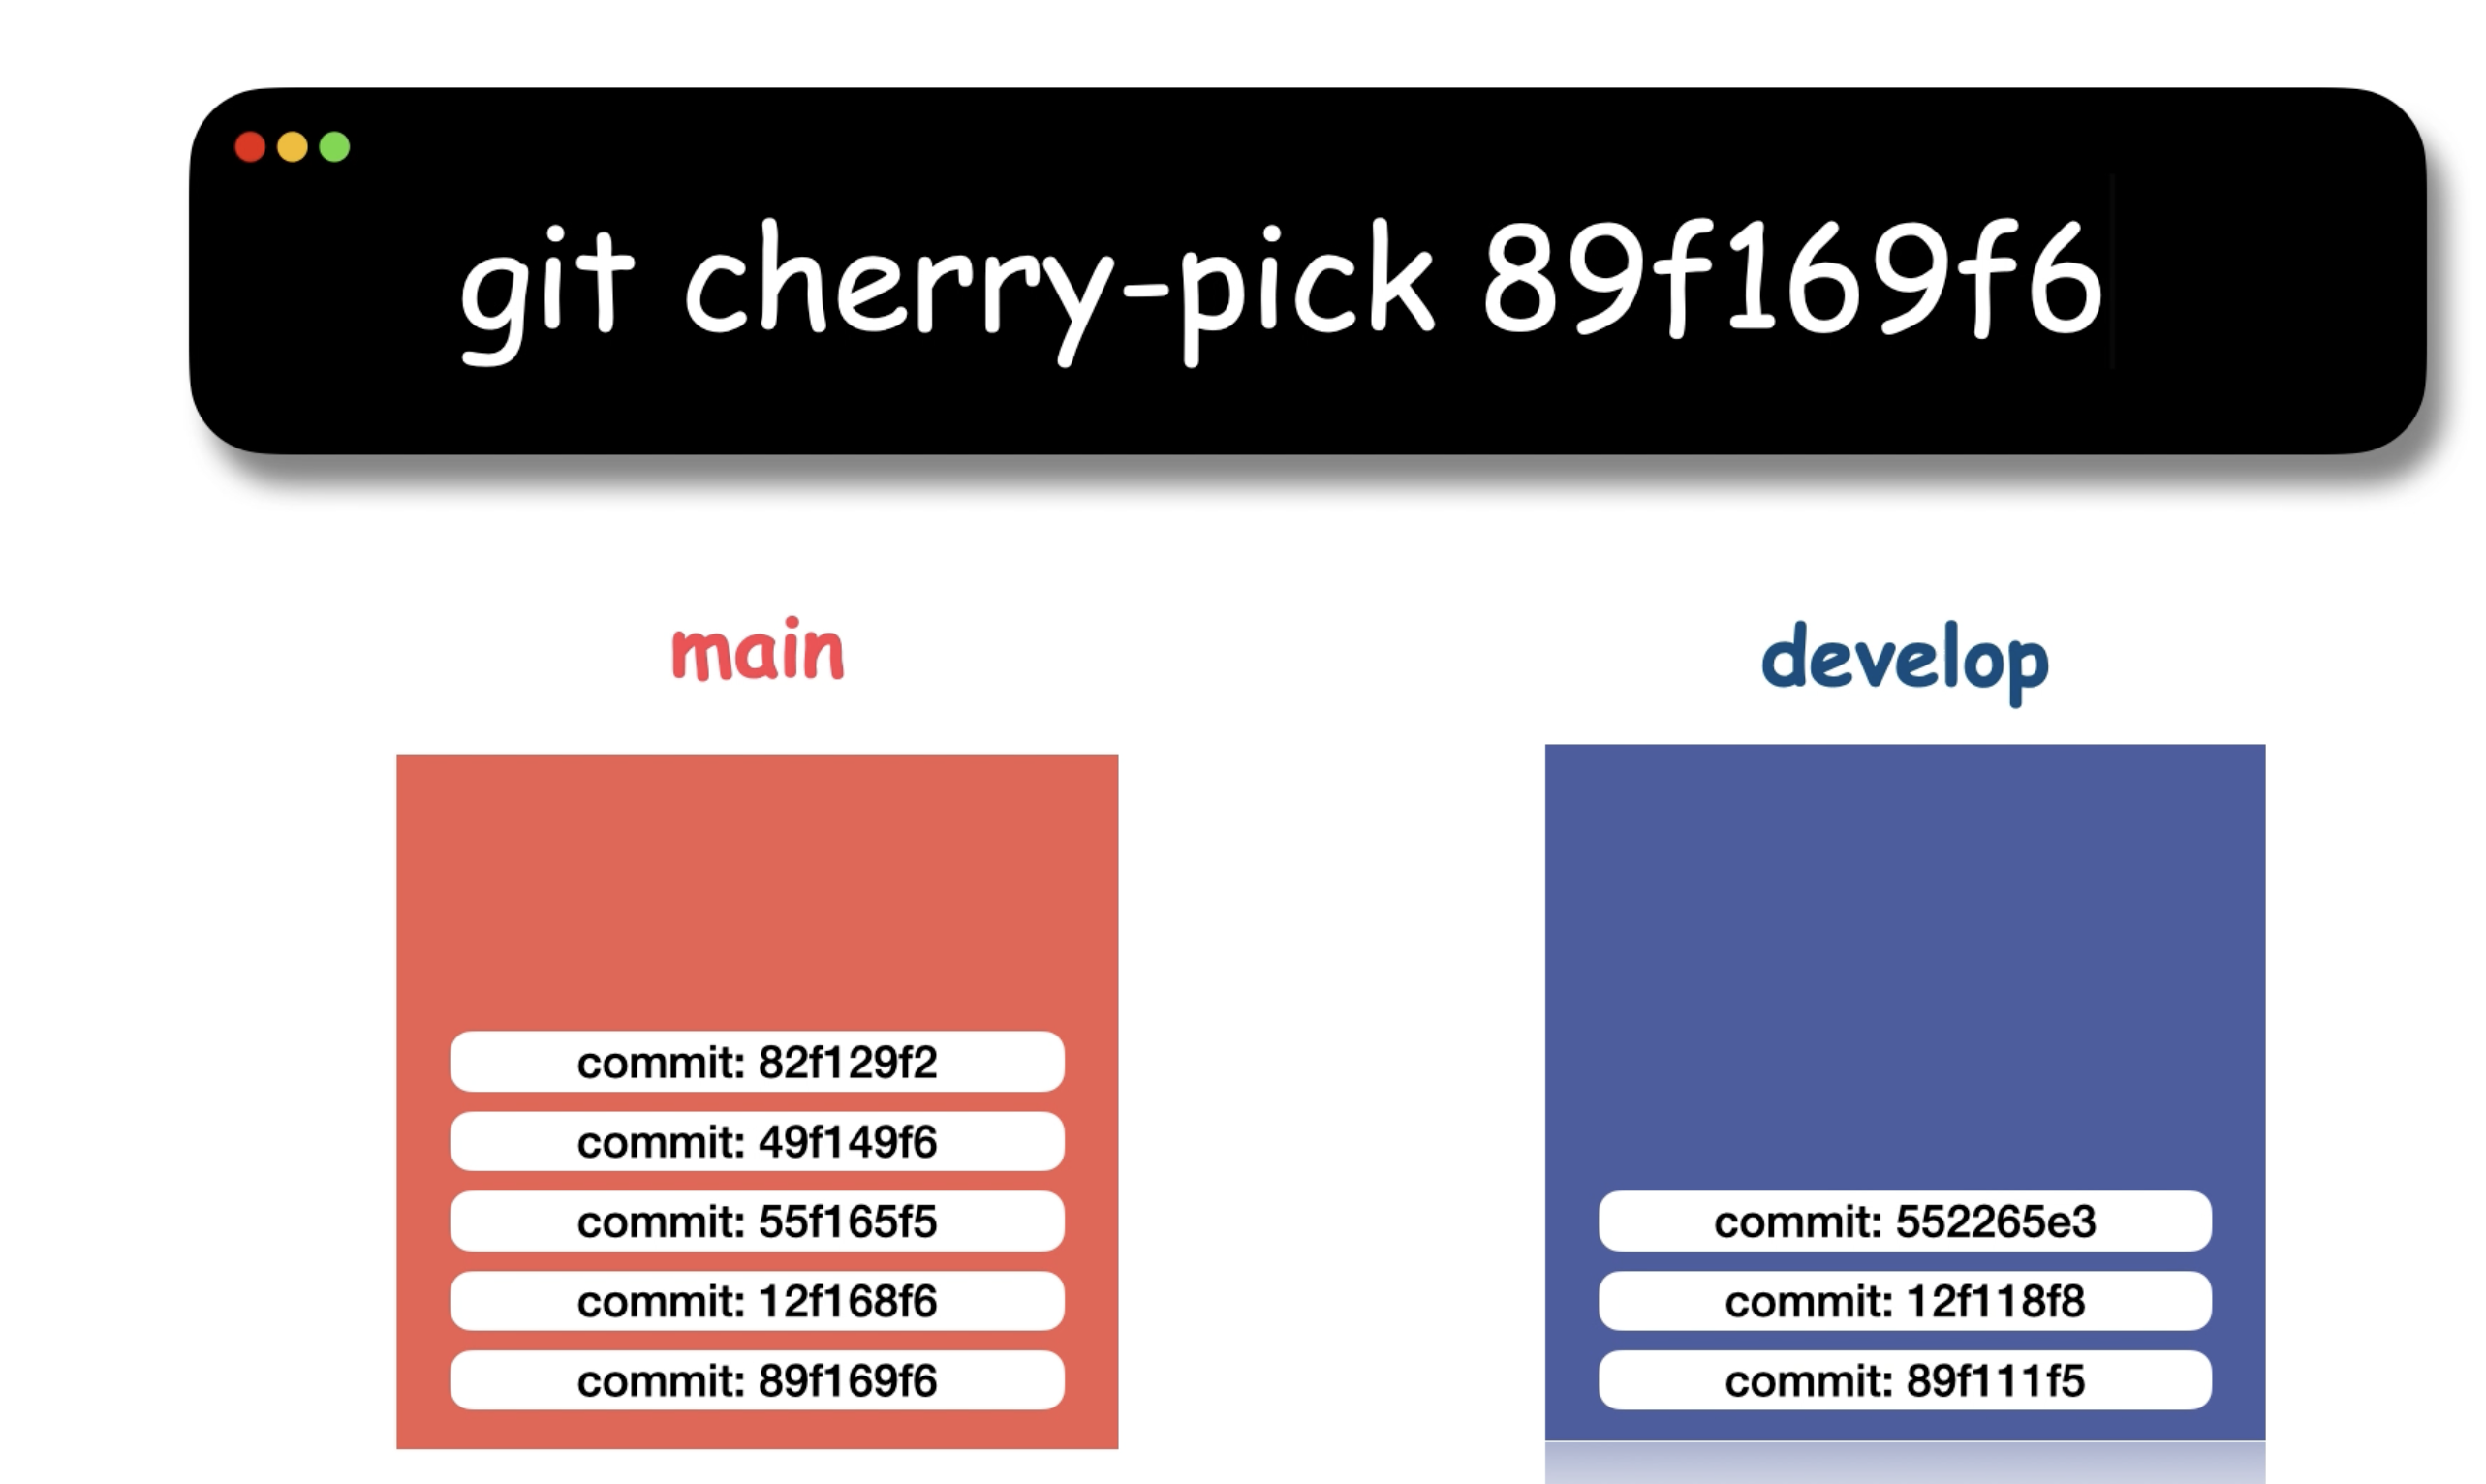 git cherry-pick 89f169f6
main
commit: 82f129f2
commit: 49f149f6
commit: 55f165f5
commit: 12f168f6
commit: 89f169f6
develop
commit: 552265e3
commit: 12f118f8
commit: 89f111f5